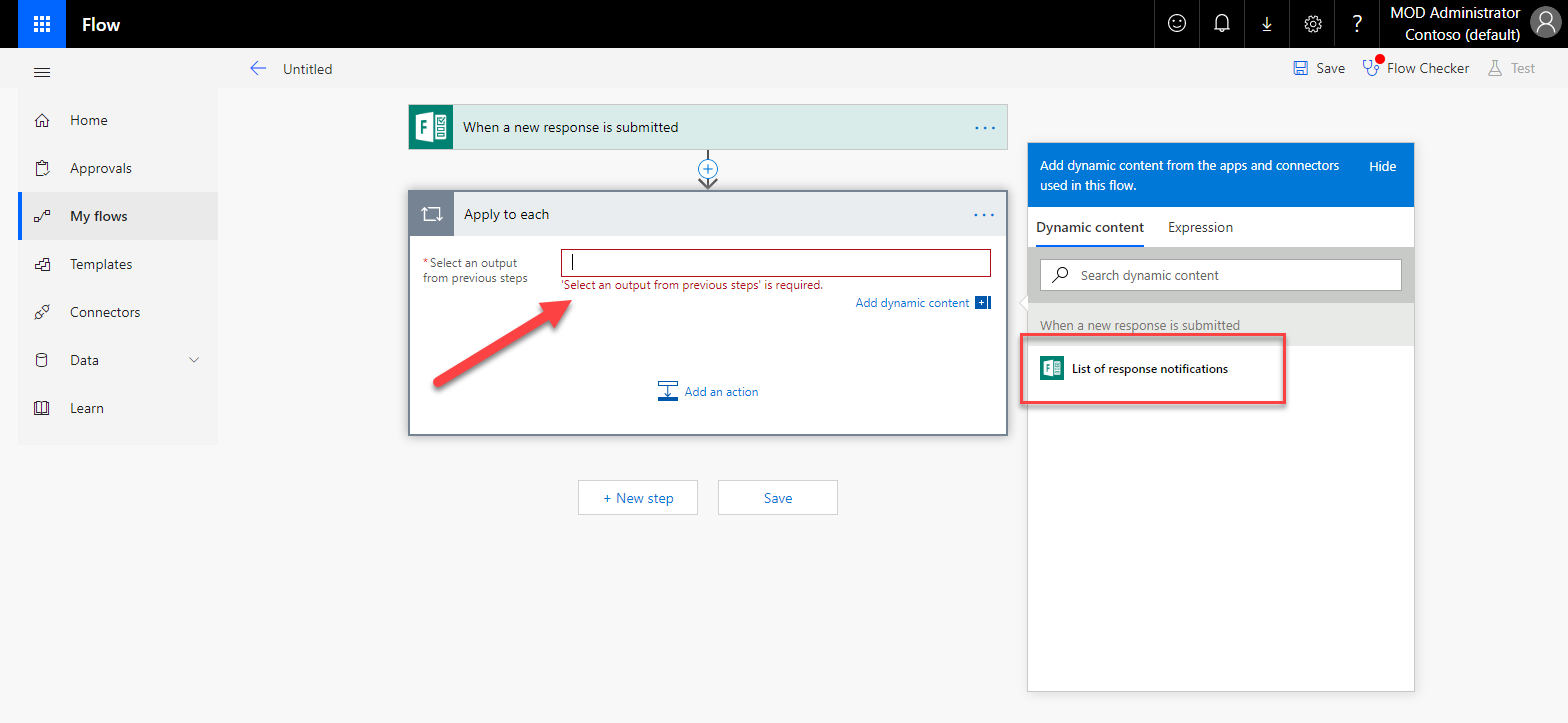 Flow
?
MOD Administrator
Contoso (default)
Untitled
Save
Flow Checker
Test
Home
Approvals
My flows
Templates
Connectors
Data
Learn
F
When a new response is submitted
...
+
Apply to each
...
* Select an output
from previous steps
'Select an output from previous steps' is required.
Add dynamic content
Add an action
+ New step
Save
Add dynamic content from the apps and connectors
used in this flow.
Hide
Dynamic content
Expression
Search dynamic content
When a new response is submitted
F
List of response notifications